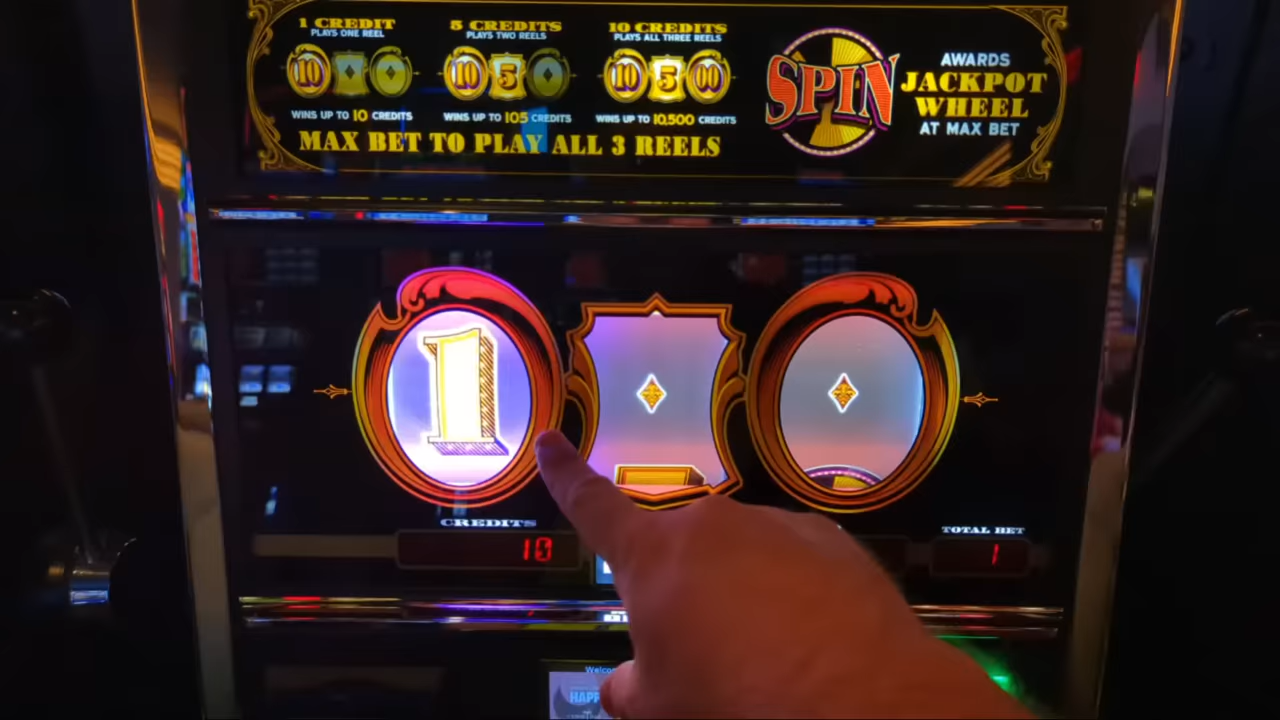 1 CREDIT
PLAYS ONE REEL
10
WINS UP TO 10 CREDITS
5 CREDITS
PLAYS TWO REELS
10 5
WINS UP TO 105 CREDITS
10 CREDITS
PLAYS ALL THREE REELS
10 5 00
WINS UP TO 10,500 CREDITS
MAX BET TO PLAY ALL 3 REELS
SPIN
AWARDS
JACKPOT
WHEEL
AT MAX BET
1
CREDITS
10
TOTAL BET
1